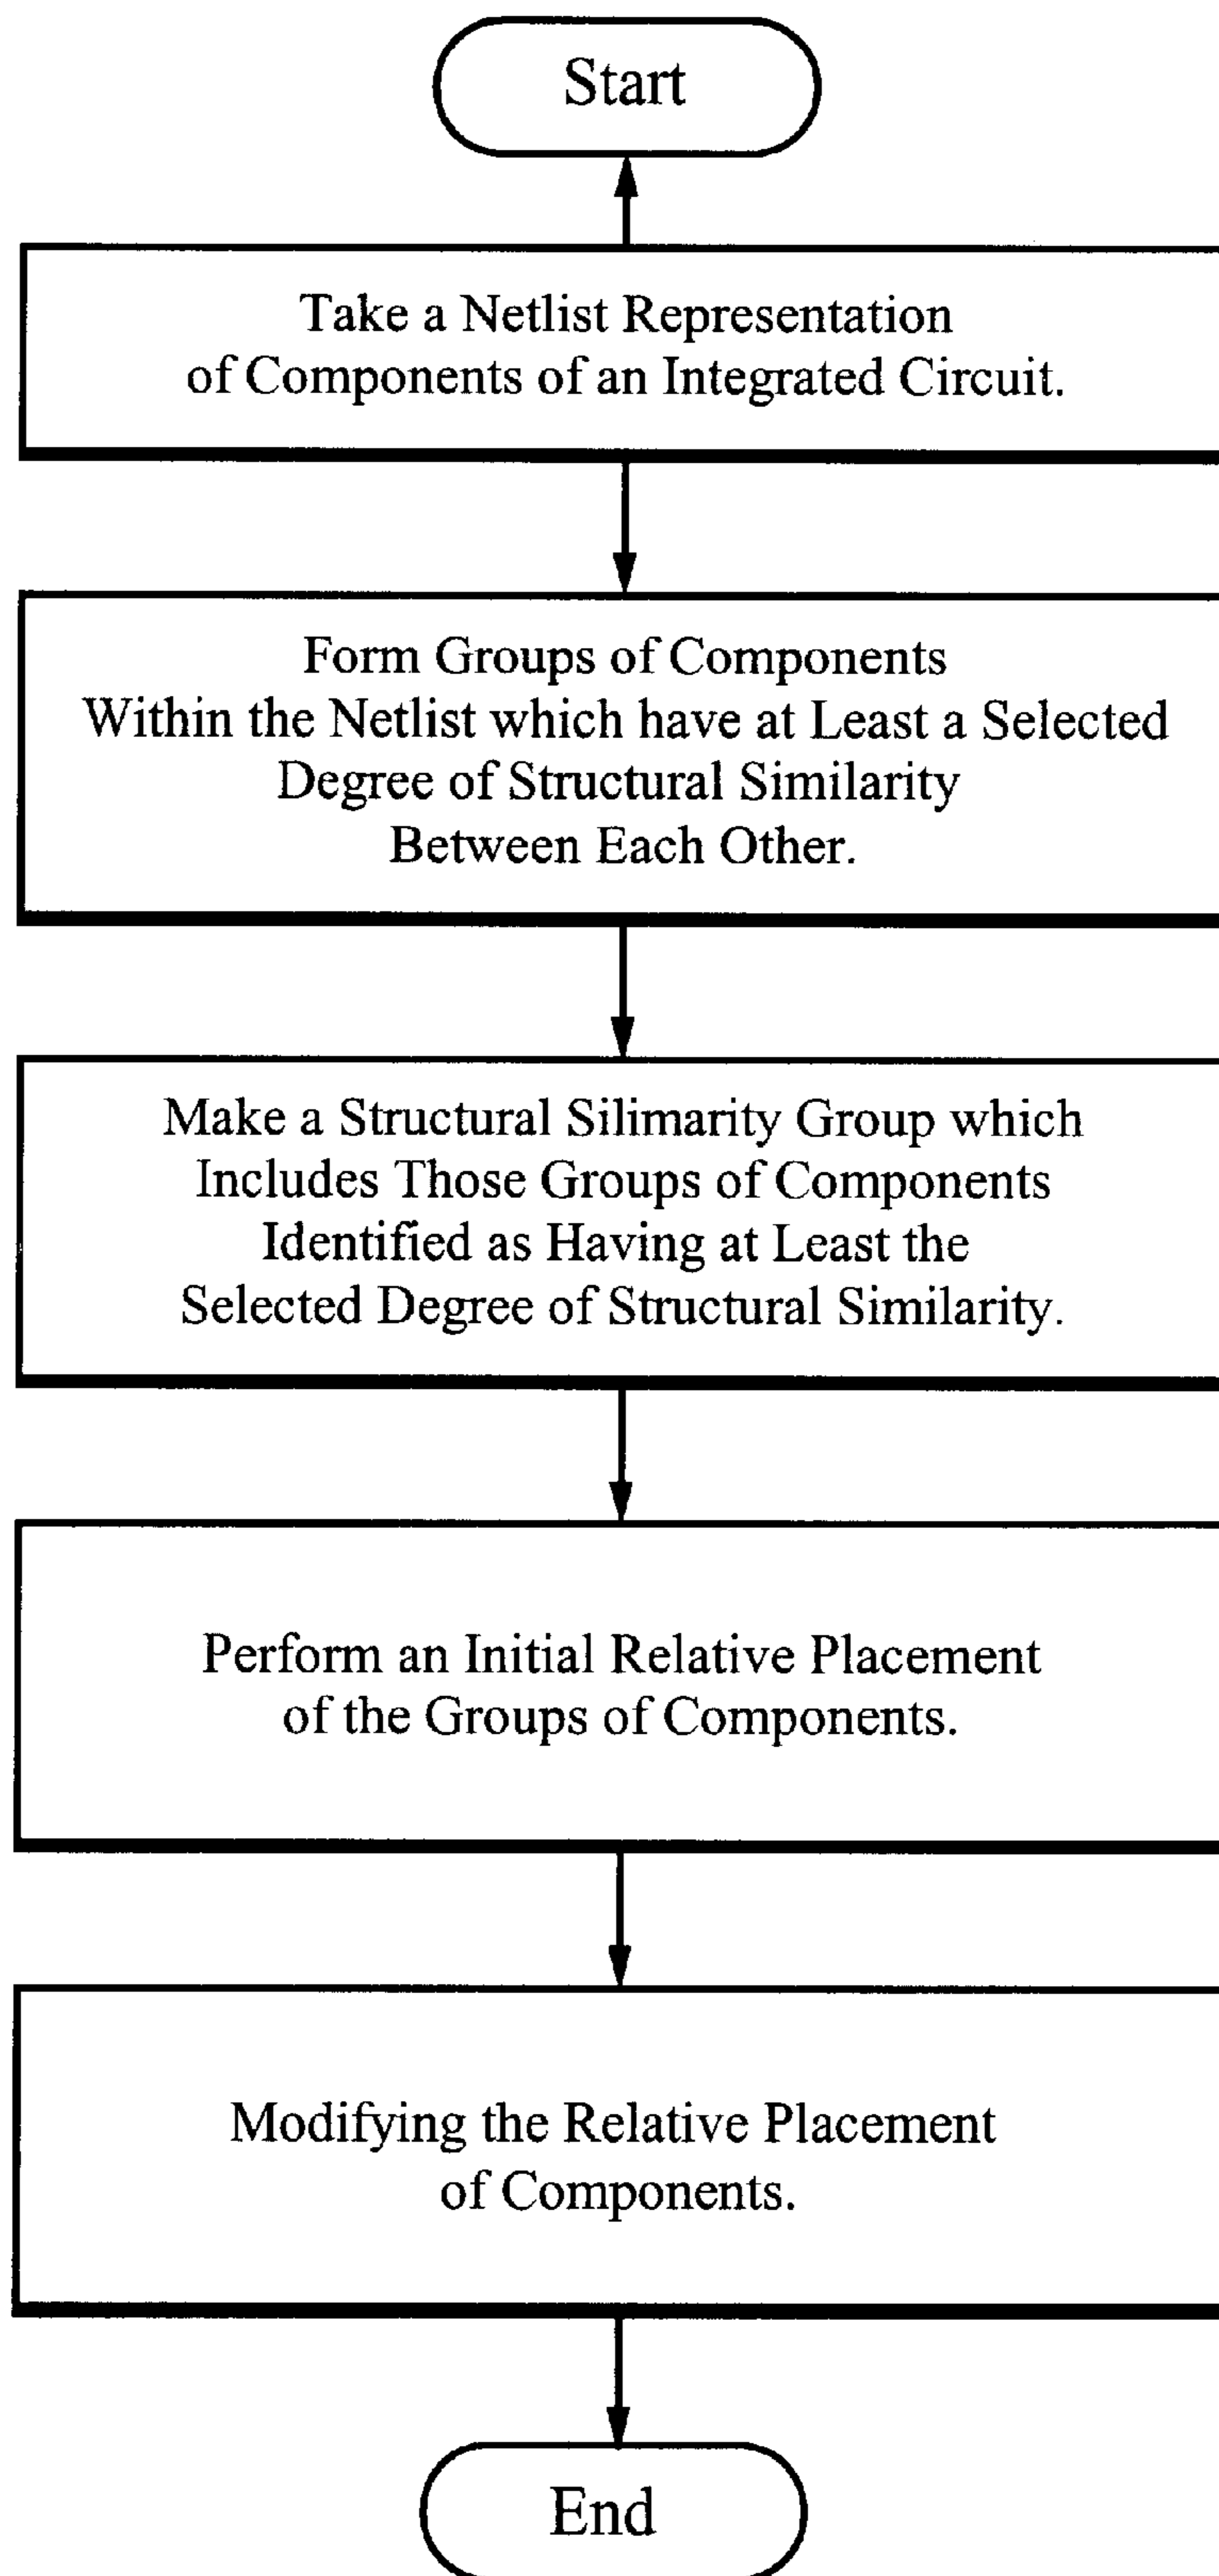 Start
Take a Netlist Representation
of Components of an Integrated Circuit.
Form Groups of Components
Within the Netlist which have at Least a Selected
Degree of Structural Similarity
Between Each Other.
Make a Structural Silimarity Group which
Includes Those Groups of Components
Identified as Having at Least the
Selected Degree of Structural Similarity.
Perform an Initial Relative Placement
of the Groups of Components.
Modifying the Relative Placement
of Components.
End